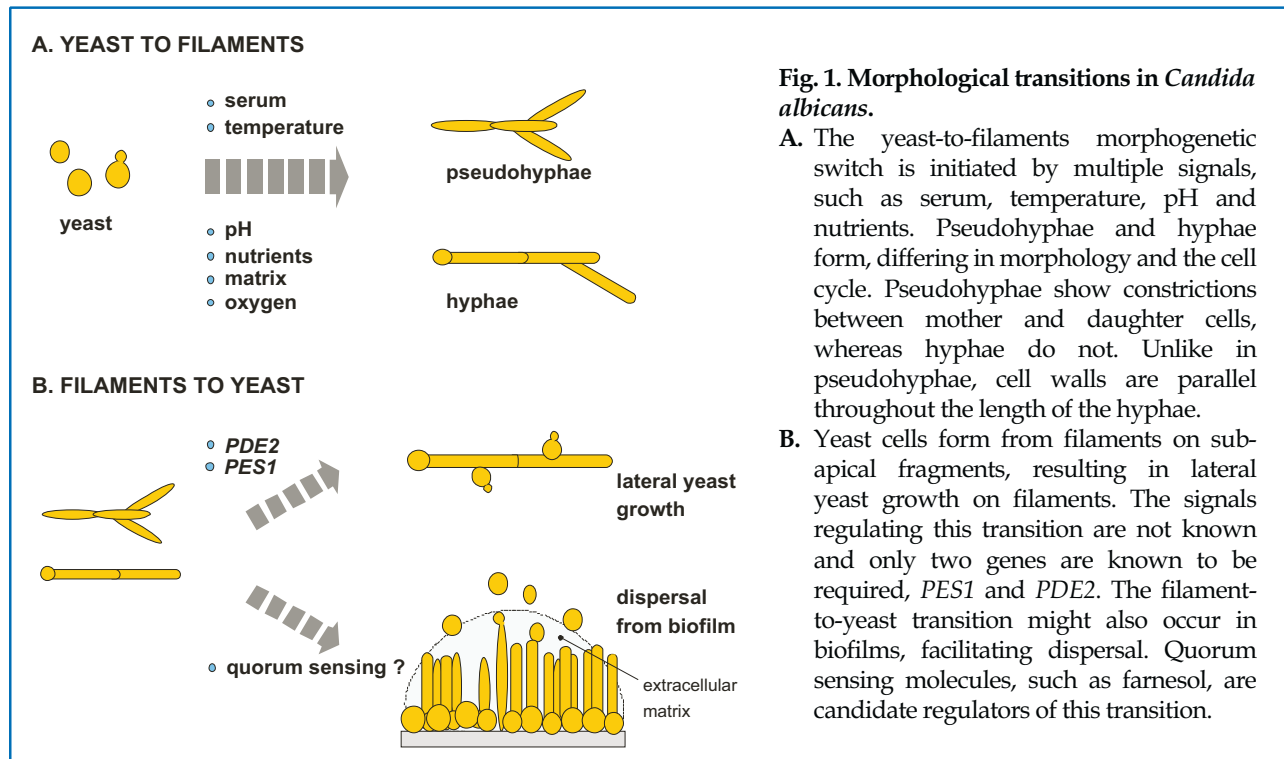 A. YEAST TO FILAMENTS
serum
temperature
yeast
pH
nutrients
matrix
oxygen
pseudohyphae
hyphae
B. FILAMENTS TO YEAST
PDE2
PES1
lateral yeast
growth
quorum sensing ?
dispersal
from biofilm
extracellular
matrix
Fig. 1. Morphological transitions in Candida
albicans.
A. The yeast-to-filaments morphogenetic
switch is initiated by multiple signals,
such as serum, temperature, pH and
nutrients. Pseudohyphae and hyphae
form, differing in morphology and the cell
cycle. Pseudohyphae show constrictions
between mother and daughter cells,
whereas hyphae do not. Unlike in
pseudohyphae, cell walls are parallel
throughout the length of the hyphae.
B. Yeast cells form from filaments on sub-
apical fragments, resulting in lateral
yeast growth on filaments. The signals
regulating this transition are not known
and only two genes are known to be
required, PES1 and PDE2. The filament-
to-yeast transition might also occur in
biofilms, facilitating dispersal. Quorum
sensing molecules, such as farnesol, are
candidate regulators of this transition.